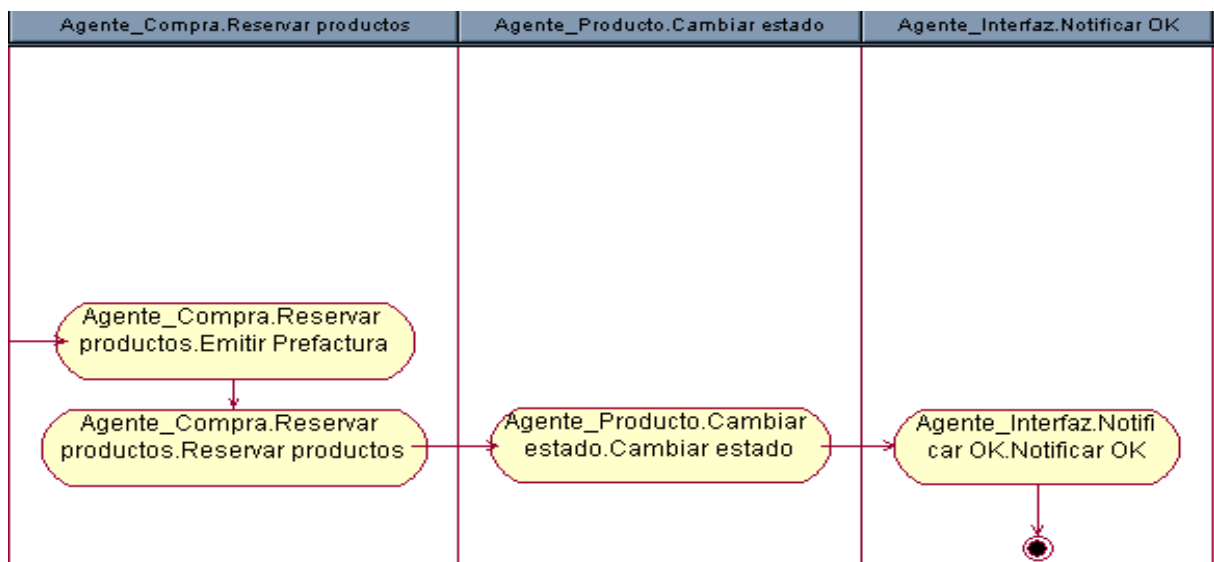 Agente_Compra.Reservar productos
Agente_Producto.Cambiar estado
Agente_Interfaz.Notificar OK
Agente_Compra.Reservar
productos.Emitir Prefactura
Agente_Compra.Reservar
productos.Reservar productos
Agente_Producto.Cambiar
estado.Cambiar estado
Agente_Interfaz.Notifi
car OK.Notificar OK